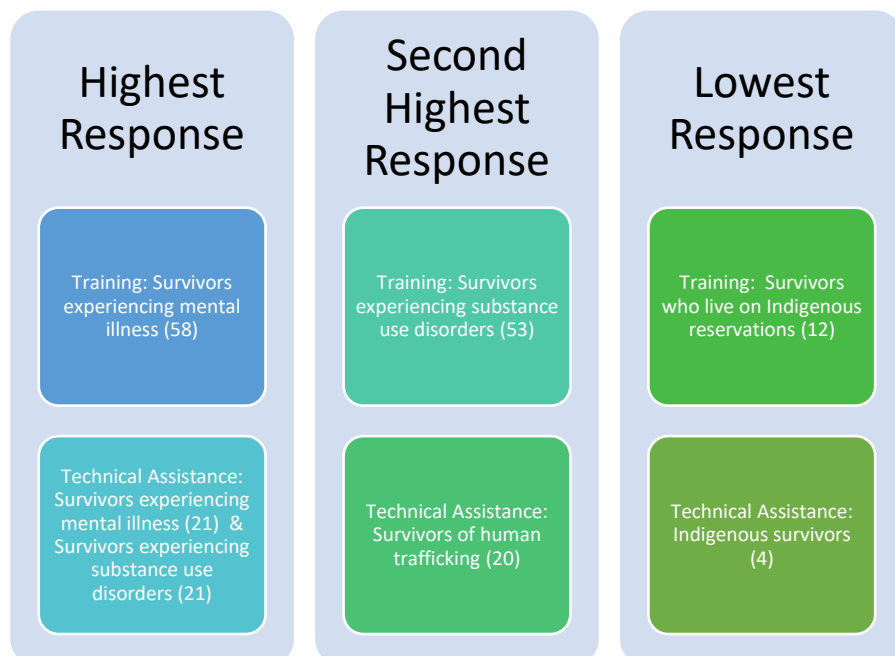 Highest
Response
Training: Survivors
experiencing mental
illness (58)
Technical Assistance:
Survivors experiencing
mental illness (21)  &
Survivors experiencing
substance use
disorders (21)
Second
Highest
Response
Training: Survivors
experiencing substance
use disorders (53)
Technical Assistance:
Survivors of human
trafficking (20)
Lowest
Response
Training:  Survivors
who live on Indigenous
reservations (12)
Technical Assistance:
Indigenous survivors
(4)